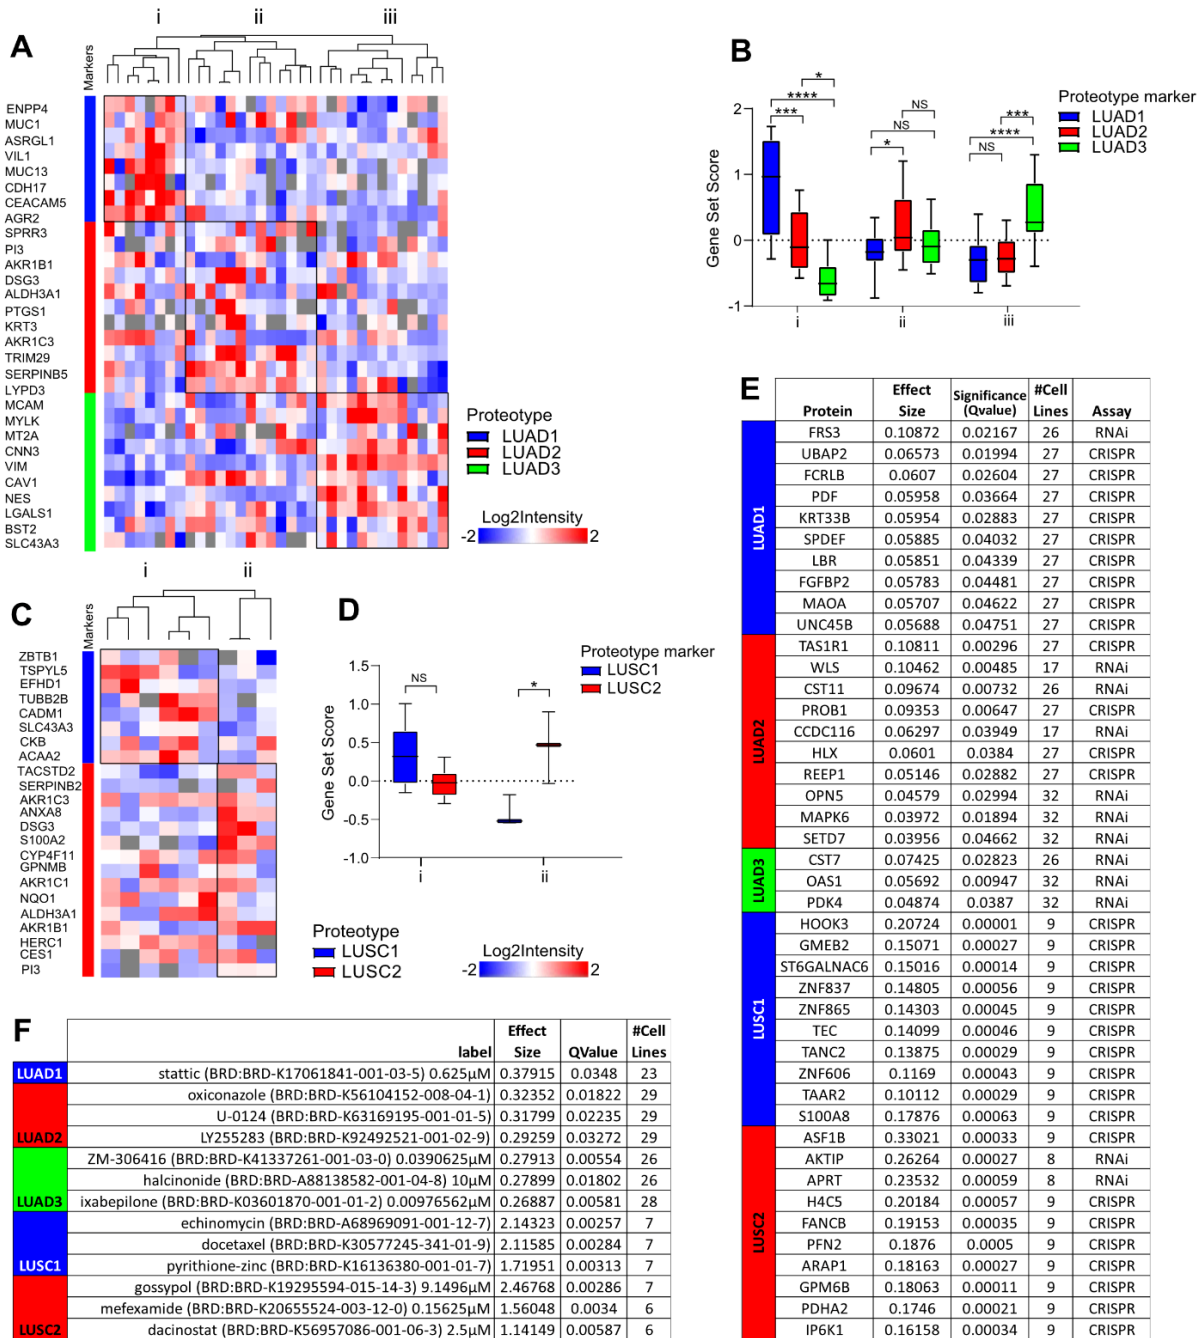 A
i
ii
iii
Markers
ENPP4
MUC1
ASRGL1
VIL1
MUC13
CDH17
CEACAM5
AGR2
SPRR3
PI3
AKR1B1
DSG3
ALDH3A1
PTGS1
KRT3
AKR1C3
TRIM29
SERPINB5
LYPD3
MCAM
MYLK
MT2A
CNN3
VIM
CAV1
NES
LGALS1
BST2
SLC43A3
Proteotype
LUAD1
LUAD2
LUAD3
Log2Intensity
-2
2
B
Gene Set Score
2
1
0
-1
*
****
***
NS
NS
*
***
****
NS
i
ii
iii
Proteotype marker
LUAD1
LUAD2
LUAD3
C
i
ii
Markers
ZBTB1
TSPYL5
EFHD1
TUBB2B
CADM1
SLC43A3
CKB
ACAA2
TACSTD2
SERPINB2
AKR1C3
ANXA8
DSG3
S100A2
CYP4F11
GPNMB
AKR1C1
NQO1
ALDH3A1
AKR1B1
HERC1
CES1
PI3
Proteotype
LUSC1
LUSC2
Log2Intensity
-2
2
D
Gene Set Score
1.5
1.0
0.5
0.0
-0.5
-1.0
NS
*
i
ii
Proteotype marker
LUSC1
LUSC2
E
Protein Effect Size Significance (Qvalue) #Cell Lines Assay
LUAD1
FRS3 0.10872 0.02167 26 RNAi
UBAP2 0.06573 0.01994 27 CRISPR
FCRLB 0.0607 0.02604 27 CRISPR
PDF 0.05958 0.03664 27 CRISPR
KRT33B 0.05954 0.02883 27 CRISPR
SPDEF 0.05885 0.04032 27 CRISPR
LBR 0.05851 0.04339 27 CRISPR
FGFBP2 0.05783 0.04481 27 CRISPR
MAOA 0.05707 0.04622 27 CRISPR
UNC45B 0.05688 0.04751 27 CRISPR
LUAD2
TAS1R1 0.10811 0.00296 27 CRISPR
WLS 0.10462 0.00485 17 RNAi
CST11 0.09674 0.00732 26 RNAi
PROB1 0.09353 0.00647 27 CRISPR
CCDC116 0.06297 0.03949 17 RNAi
HLX 0.0601 0.0384 27 CRISPR
REEP1 0.05146 0.02882 27 CRISPR
OPN5 0.04579 0.02994 32 RNAi
MAPK6 0.03972 0.01894 32 RNAi
SETD7 0.03956 0.04662 32 RNAi
LUAD3
CST7 0.07425 0.02823 26 RNAi
OAS1 0.05692 0.00947 32 RNAi
PDK4 0.04874 0.0387 32 RNAi
LUSC1
HOOK3 0.20724 0.00001 9 CRISPR
GMEB2 0.15071 0.00027 9 CRISPR
ST6GALNAC6 0.15016 0.00014 9 CRISPR
ZNF837 0.14805 0.00056 9 CRISPR
ZNF865 0.14303 0.00045 9 CRISPR
TEC 0.14099 0.00046 9 CRISPR
TANC2 0.13875 0.00029 9 CRISPR
ZNF606 0.1169 0.00043 9 CRISPR
TAAR2 0.10112 0.00029 9 CRISPR
S100A8 0.17876 0.00063 9 CRISPR
LUSC2
ASF1B 0.33021 0.00033 9 CRISPR
AKTIP 0.26264 0.00027 8 RNAi
APRT 0.23532 0.00059 8 RNAi
H4C5 0.20184 0.00057 9 CRISPR
FANCB 0.19153 0.00035 9 CRISPR
PFN2 0.1876 0.0005 9 CRISPR
ARAP1 0.18163 0.00027 9 CRISPR
GPM6B 0.18063 0.00011 9 CRISPR
PDHA2 0.1746 0.00021 9 CRISPR
IP6K1 0.16158 0.00034 9 CRISPR
F
label Effect Size QValue #Cell Lines
LUAD1 stattic (BRD:BRD-K17061841-001-03-5) 0.625µM 0.37915 0.0348 23
oxiconazole (BRD:BRD-K56104152-008-04-1) 0.32352 0.01822 29
U-0124 (BRD:BRD-K63169195-001-01-5) 0.31799 0.02235 29
LUAD2 LY255283 (BRD:BRD-K92492521-001-02-9) 0.29259 0.03272 29
ZM-306416 (BRD:BRD-K41337261-001-03-0) 0.0390625µM 0.27913 0.00554 26
halcinonide (BRD:BRD-A88138582-001-04-8) 10µM 0.27899 0.01802 26
LUAD3 ixabepilone (BRD:BRD-K03601870-001-01-2) 0.00976562µM 0.26887 0.00581 28
echinomycin (BRD:BRD-A68969091-001-12-7) 2.14323 0.00257 7
docetaxel (BRD:BRD-K30577245-341-01-9) 2.11585 0.00284 7
LUSC1 pyrithione-zinc (BRD:BRD-K16136380-001-01-7) 1.71951 0.00313 7
gossypol (BRD:BRD-K19295594-015-14-3) 9.1496µM 2.46768 0.00286 7
mefexamide (BRD:BRD-K20655524-003-12-0) 0.15625µM 1.56048 0.0034 6
LUSC2 dacinostat (BRD:BRD-K56957086-001-06-3) 2.5µM 1.14149 0.00587 6